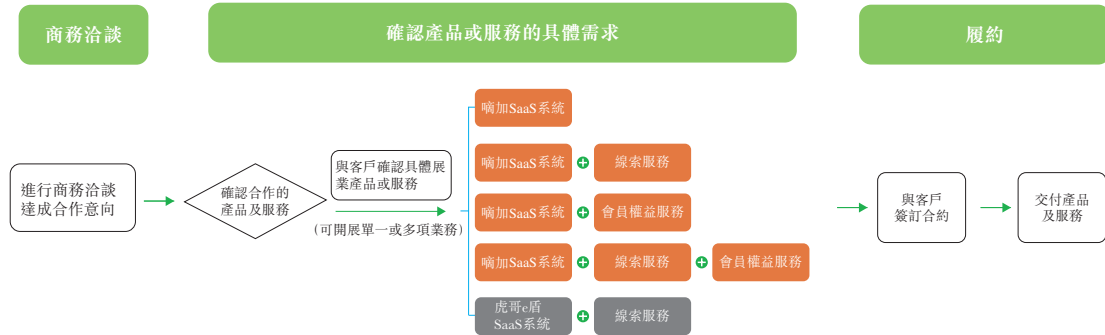 商務洽談
確認產品或服務的具體需求
履約
進行商務洽談
達成合作意向
確認合作的
產品及服務
與客戶確認具體展
業產品或服務
(可開展單一或多項業務)
嘀加SaaS系統
嘀加SaaS系統
線索服務
嘀加SaaS系統
會員權益服務
嘀加SaaS系統
線索服務
會員權益服務
虎哥e盾
SaaS系統
線索服務
與客戶
簽訂合約
交付產品
及服務